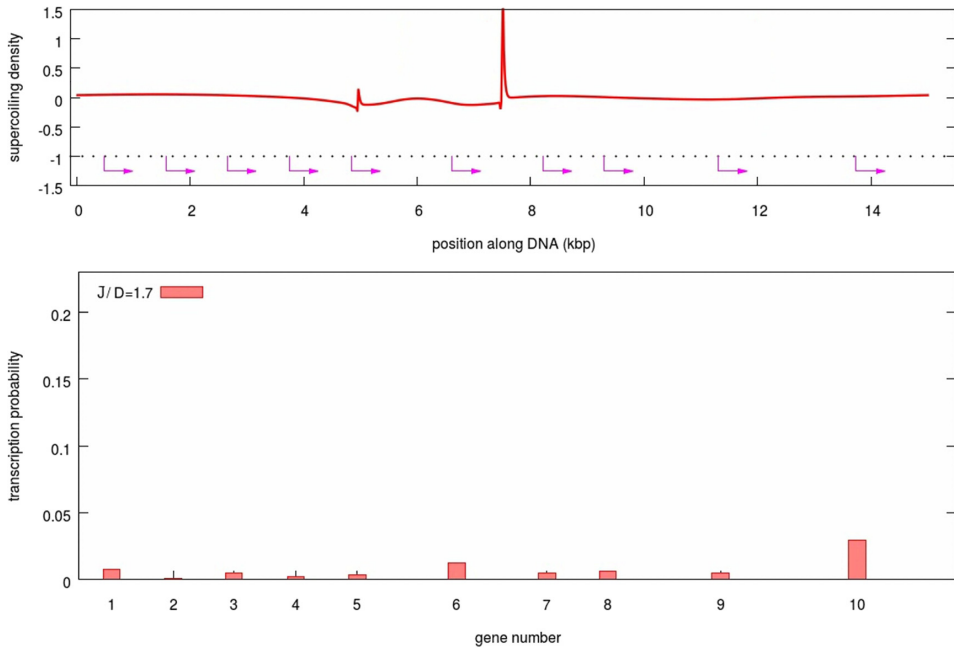 1.5
1
0.5
0
-0.5
-1
-1.5
supercoiling density
0 2 4 6 8 10 12 14
position along DNA (kbp)
J̄/D=1.7
0.2
0.15
0.1
0.05
0
transcription probability
1 2 3 4 5 6 7 8 9 10
gene number